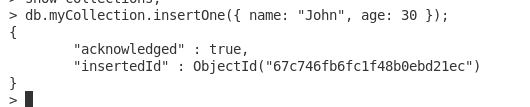 > show collections;
> db.myCollection.insertOne({ name: "John", age: 30 });
{
        "acknowledged" : true,
        "insertedId" : ObjectId("67c746fb6fc1f48b0ebd21ec")
}
>